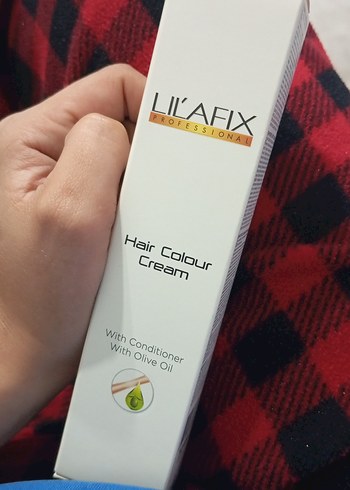 LIL'AFIX
PROFESSIONAL
Hair Colour
Cream
With Conditioner
With Olive Oil